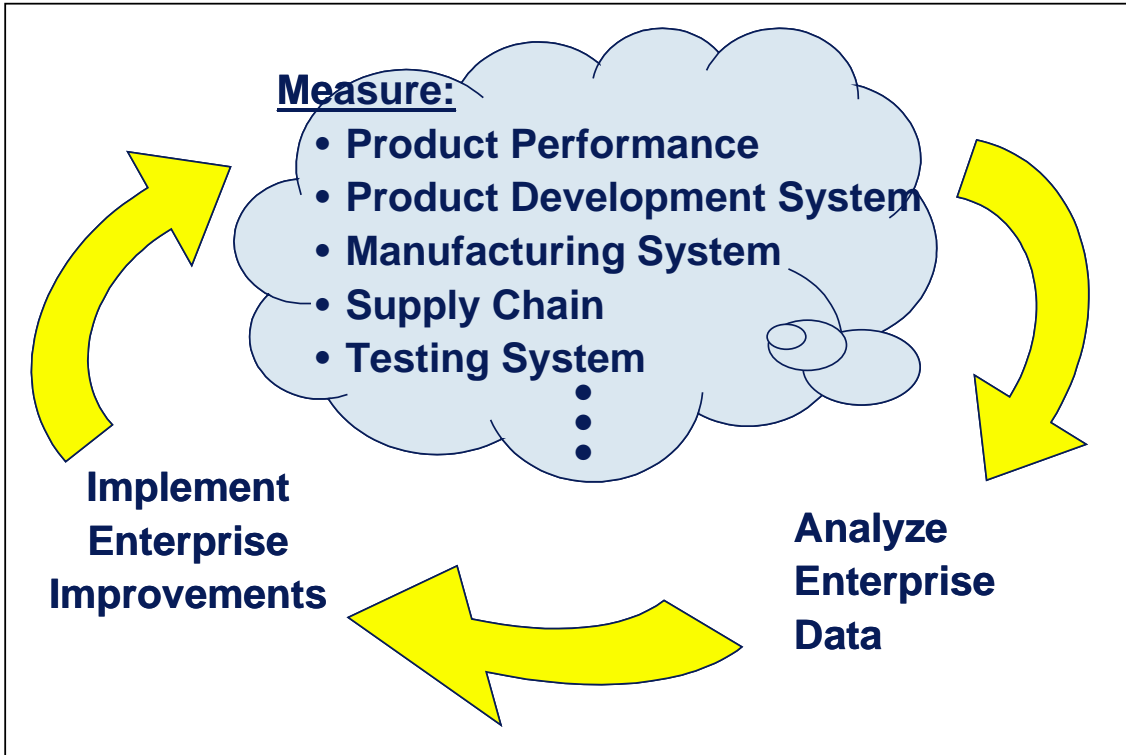 Measure:
• Product Performance
• Product Development System
• Manufacturing System
• Supply Chain
• Testing System
Implement
Enterprise
Improvements
Analyze
Enterprise
Data